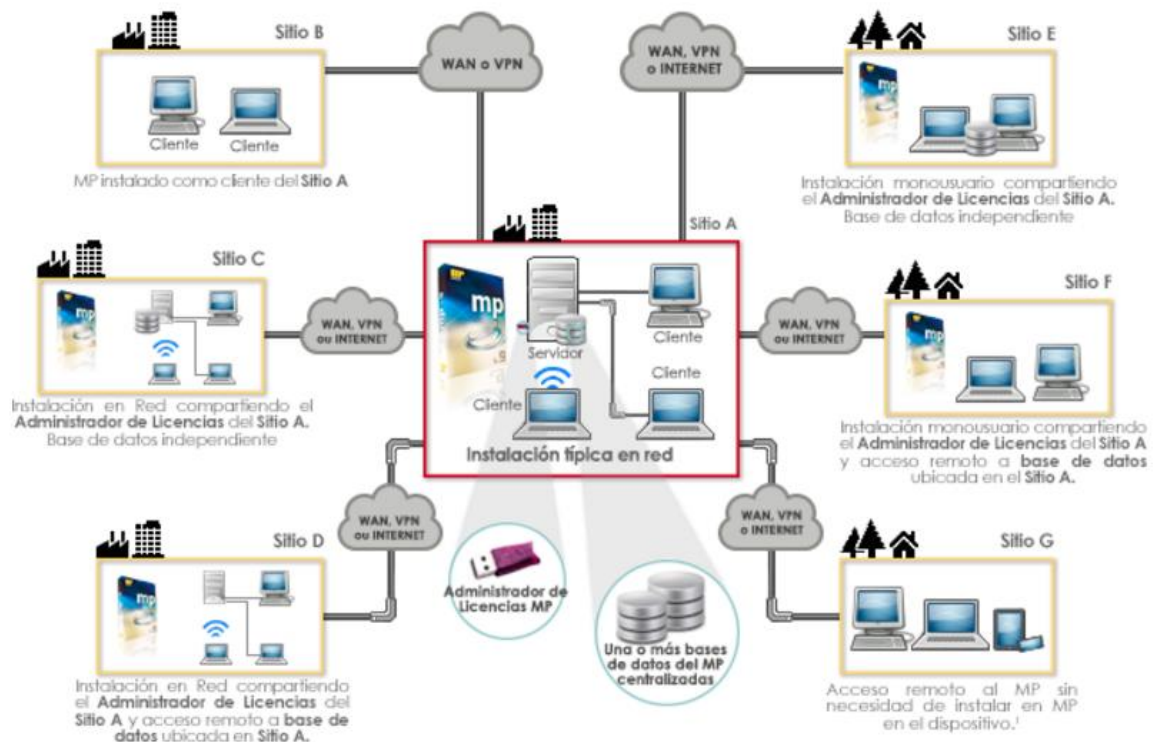 Sitio B
Cliente
Cliente
MP instalado como cliente del Sitio A
WAN o VPN
WAN, VPN
o INTERNET
Sitio E
mp
Instalación monousuario compartiendo
el Administrador de Licencias del Sitio A.
Base de datos independiente
Sitio C
mp
Instalación en Red compartiendo el
Administrador de Licencias del Sitio A.
Base de datos independiente
WAN, VPN
ou INTERNET
Sitio A
mp
Servidor
Cliente
Cliente
Cliente
Instalación típica en red
WAN, VPN
ou INTERNET
Sitio F
mp
Instalación monousuario compartiendo
el Administrador de Licencias del Sitio A
y acceso remoto a base de datos
ubicada en el Sitio A.
Sitio D
mp
Instalación en Red compartiendo
el Administrador de Licencias del
Sitio A y acceso remoto a base de
datos ubicada en Sitio A.
WAN, VPN
ou INTERNET
Administrador de
Licencias MP
Una o más bases
de datos del MP
centralizadas
WAN, VPN
o INTERNET
Sitio G
Acceso remoto al MP sin
necesidad de instalar en MP
en el dispositivo.¹